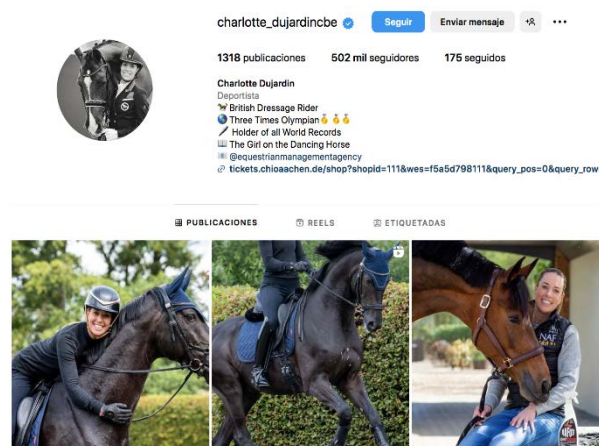 charlotte_dujardincbe Seguir Enviar mensaje
1318 publicaciones 502 mil seguidores 175 seguidos
Charlotte Dujardin
Deportista
🐎 British Dressage Rider
🌍 Three Times Olympian🥇🥇🥇
🖊 Holder of all World Records
📖 The Girl on the Dancing Horse
📧 @equestrianmanagementagency
tickets.chioaachen.de/shop?shopid=111&wes=f5a5d798111&query_pos=0&query_row
PUBLICACIONES REELS ETIQUETADAS
NAF